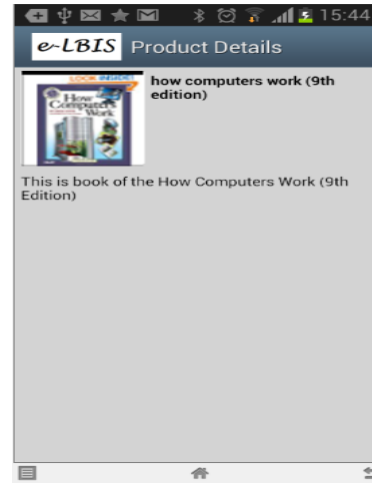 15:44
e-LBIS Product Details
LOOK INSIDE!
How
Computers
Work
how computers work (9th
edition)
This is book of the How Computers Work (9th
Edition)